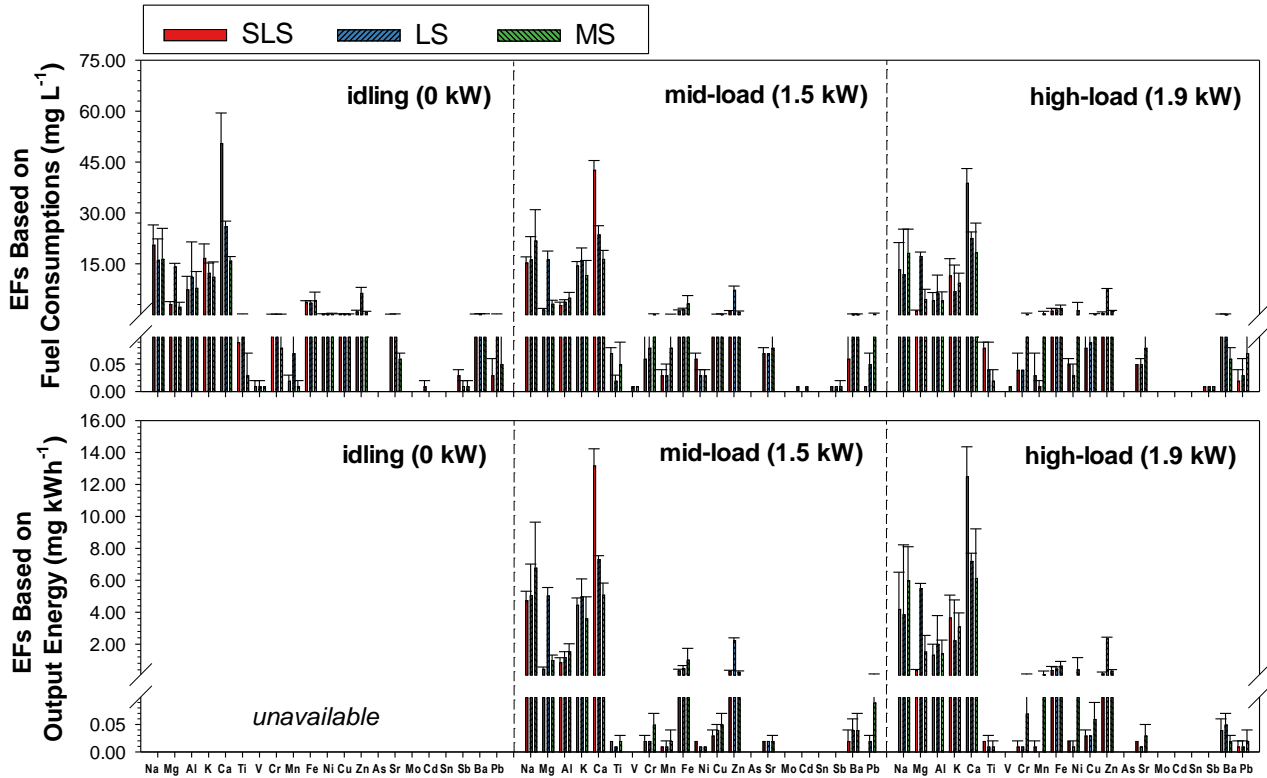 SLS LS MS
EFs Based on
Fuel Consumptions (mg L⁻¹)
75.00
60.00
45.00
30.00
15.00
0.05
0.00
idling (0 kW) mid-load (1.5 kW) high-load (1.9 kW)
EFs Based on
Output Energy (mg kWh⁻¹)
16.00
14.00
12.00
10.00
8.00
6.00
4.00
2.00
0.05
0.00
idling (0 kW) mid-load (1.5 kW) high-load (1.9 kW)
unavailable
Na Mg Al K Ca Ti V Cr Mn Fe Ni Cu Zn As Sr Mo Cd Sn Sb Ba Pb Na Mg Al K Ca Ti V Cr Mn Fe Ni Cu Zn As Sr Mo Cd Sn Sb Ba Pb Na Mg Al K Ca Ti V Cr Mn Fe Ni Cu Zn As Sr Mo Cd Sn Sb Ba Pb